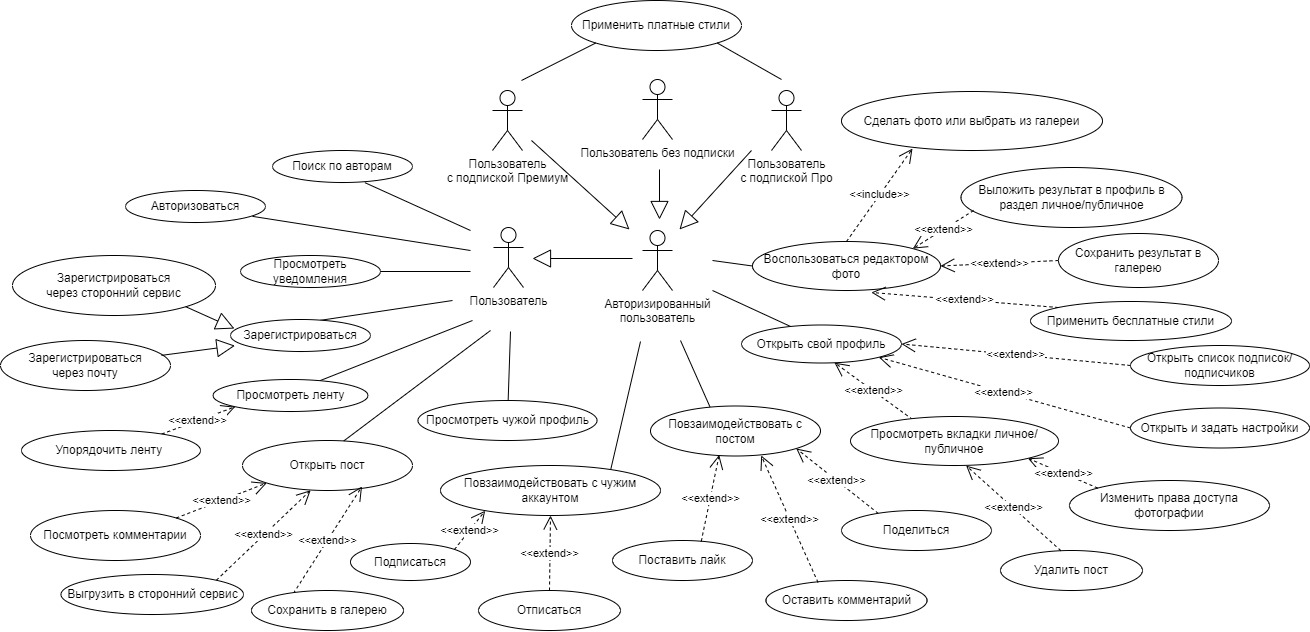 Применить платные стили
Пользователь
с подпиской Премиум
Пользователь без подписки
Пользователь
с подпиской Про
Сделать фото или выбрать из галереи
Поиск по авторам
<<include>>
Выложить результат в профиль в
раздел личное/публичное
Авторизоваться
<<extend>>
Просмотреть
уведомления
Воспользоваться редактором
фото
<<extend>>
Сохранить результат в
галерею
Зарегистрироваться
через сторонний сервис
Пользователь
Авторизированный
пользователь
<<extend>>
Применить бесплатные стили
Зарегистрироваться
Открыть свой профиль
<<extend>>
Зарегистрироваться
через почту
Открыть список подписок/
подписчиков
Просмотреть ленту
<<extend>>
<<extend>>
<<extend>>
Просмотреть чужой профиль
Повзаимодействовать с
постом
Просмотреть вкладки личное/
публичное
Открыть и задать настройки
Упорядочить ленту
Открыть пост
<<extend>>
Повзаимодействовать с чужим
аккаунтом
<<extend>>
Изменить права доступа
фотографии
<<extend>>
<<extend>>
<<extend>>
Посмотреть комментарии
<<extend>>
<<extend>>
<<extend>>
<<extend>>
Поделиться
<<extend>>
<<extend>>
Подписаться
Поставить лайк
Удалить пост
Выгрузить в сторонний сервис
Сохранить в галерею
Отписаться
Оставить комментарий